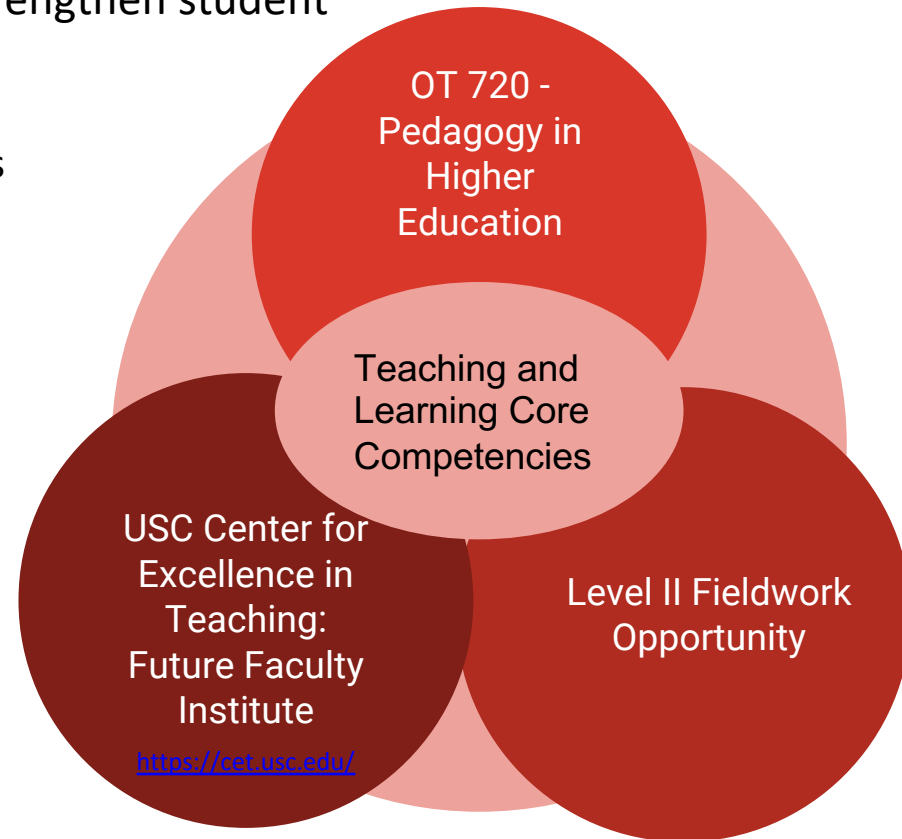 rengthen student
s
OT 720 -
Pedagogy in
Higher
Education
Teaching and
Learning Core
Competencies
USC Center for
Excellence in
Teaching:
Future Faculty
Institute
https://cet.usc.edu/
Level II Fieldwork
Opportunity